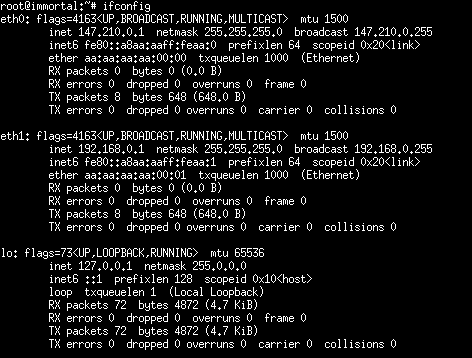 root@immortal:~# ifconfig
eth0: flags=4163<UP,BROADCAST,RUNNING,MULTICAST>  mtu 1500
        inet 147.210.0.1  netmask 255.255.255.0  broadcast 147.210.0.255
        inet6 fe80::a8aa:aaff:feaa:0  prefixlen 64  scopeid 0x20<link>
        ether aa:aa:aa:aa:00:00  txqueuelen 1000  (Ethernet)
        RX packets 0  bytes 0 (0.0 B)
        RX errors 0  dropped 0  overruns 0  frame 0
        TX packets 8  bytes 648 (648.0 B)
        TX errors 0  dropped 0 overruns 0  carrier 0  collisions 0

eth1: flags=4163<UP,BROADCAST,RUNNING,MULTICAST>  mtu 1500
        inet 192.168.0.1  netmask 255.255.255.0  broadcast 192.168.0.255
        inet6 fe80::a8aa:aaff:feaa:1  prefixlen 64  scopeid 0x20<link>
        ether aa:aa:aa:aa:00:01  txqueuelen 1000  (Ethernet)
        RX packets 0  bytes 0 (0.0 B)
        RX errors 0  dropped 0  overruns 0  frame 0
        TX packets 8  bytes 648 (648.0 B)
        TX errors 0  dropped 0 overruns 0  carrier 0  collisions 0

lo: flags=73<UP,LOOPBACK,RUNNING>  mtu 65536
        inet 127.0.0.1  netmask 255.0.0.0
        inet6 ::1  prefixlen 128  scopeid 0x10<host>
        loop  txqueuelen 1  (Local Loopback)
        RX packets 72  bytes 4872 (4.7 KiB)
        RX errors 0  dropped 0  overruns 0  frame 0
        TX packets 72  bytes 4872 (4.7 KiB)
        TX errors 0  dropped 0 overruns 0  carrier 0  collisions 0